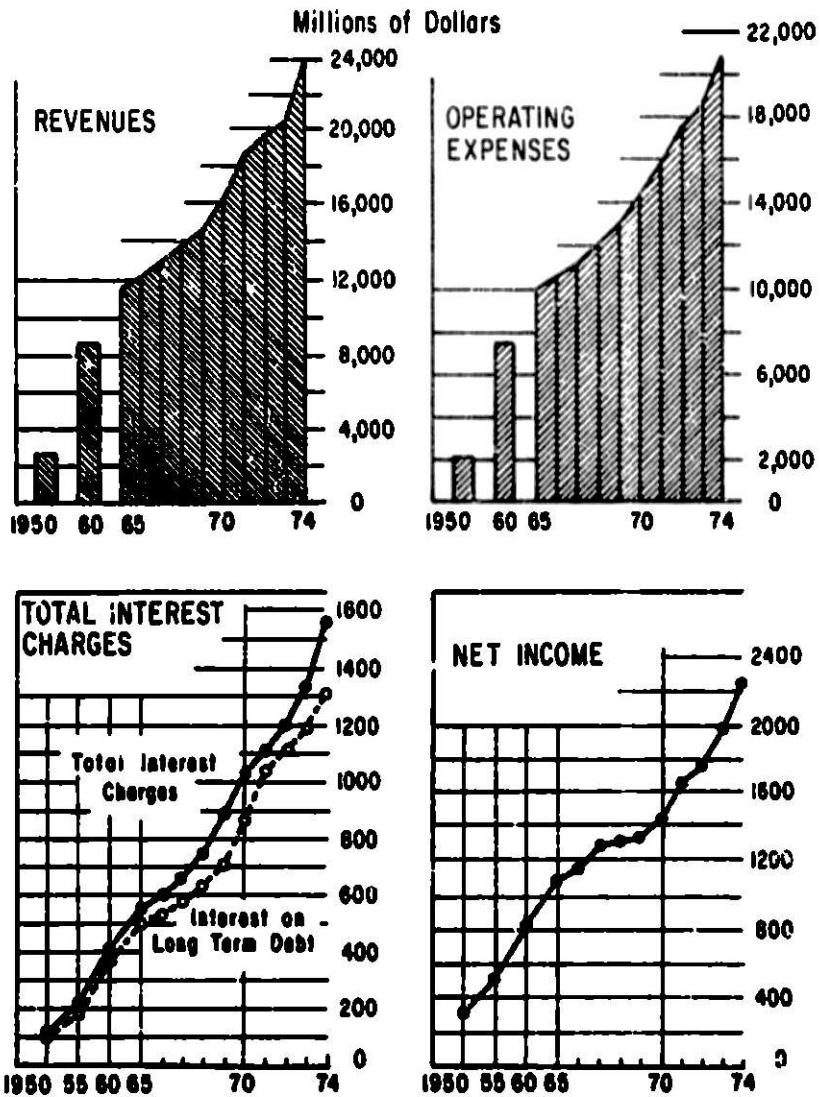 Millions of Dollars
REVENUES
24,000
20,000
16,000
12,000
8,000
4,000
0
1950 60 65 70 74
OPERATING
EXPENSES
22,000
18,000
14,000
10,000
6,000
2,000
0
1950 60 65 70 74
TOTAL INTEREST
CHARGES
1600
1400
1200
1000
800
600
400
200
0
Total Interest
Charges
Interest on
Long Term Debt
1950 55 60 65 70 74
NET INCOME
2400
2000
1600
1200
800
400
0
1950 55 60 65 70 74